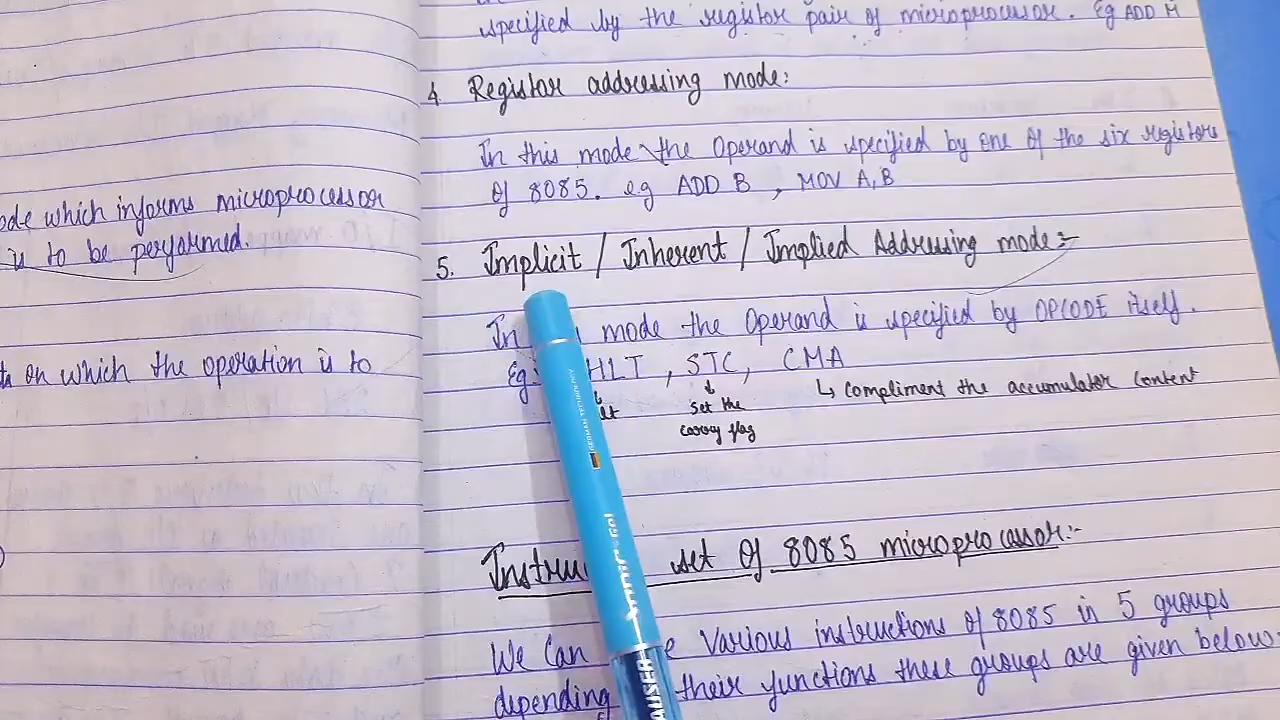 ode which informs microprocessor
is to be performed.
on which the operation is to
specified by the register pair of microprocessor. Eg ADD M
4. Register addressing mode:
In this mode the Operand is specified by one of the six registers
of 8085. eg ADD B , MOV A,B
5. Implicit / Inherent / Implied Addressing mode:-
In mode the Operand is specified by OPCODE itself.
Eg: HLT , STC, CMA
set the
carry flag
↳ Compliment the accumulator content
Instru set Of 8085 microprocessor:-
We Can Various instructions of 8085 in 5 groups
depending their functions these groups are given below:
GERMAN TECHNOLOGY
HAUSER